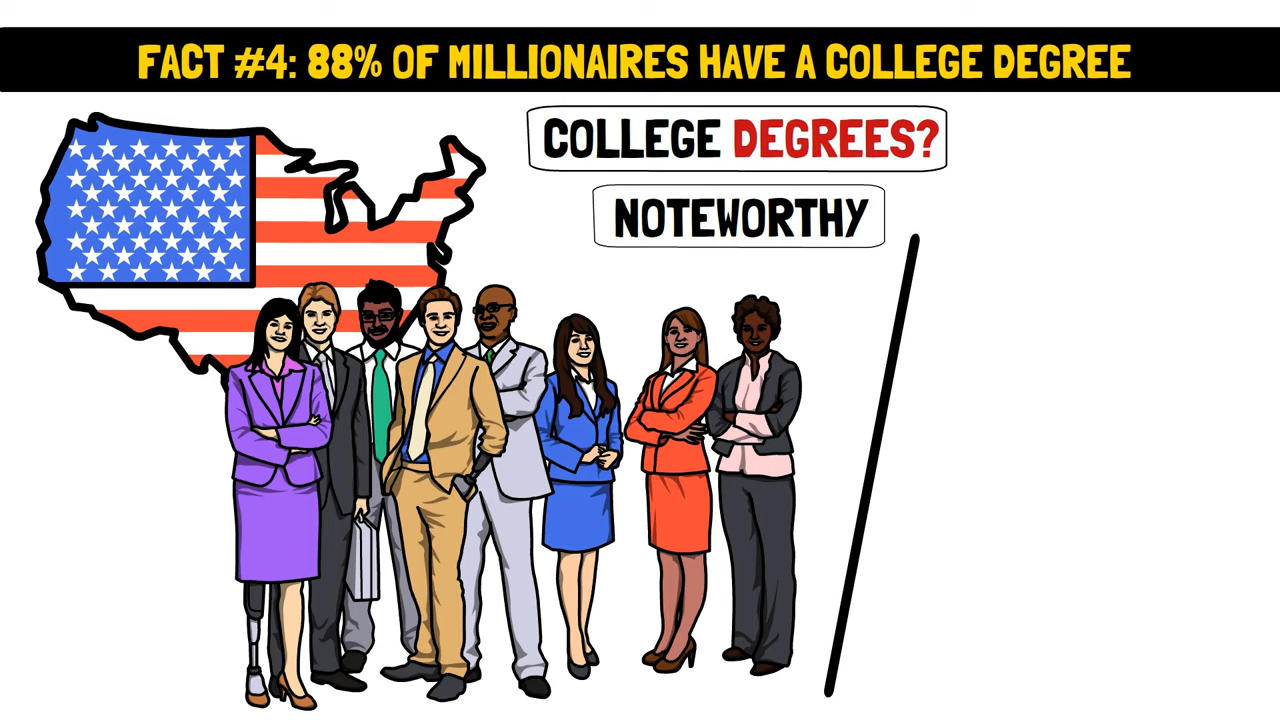 FACT #4: 88% OF MILLIONAIRES HAVE A COLLEGE DEGREE
COLLEGE DEGREES?
NOTEWORTHY